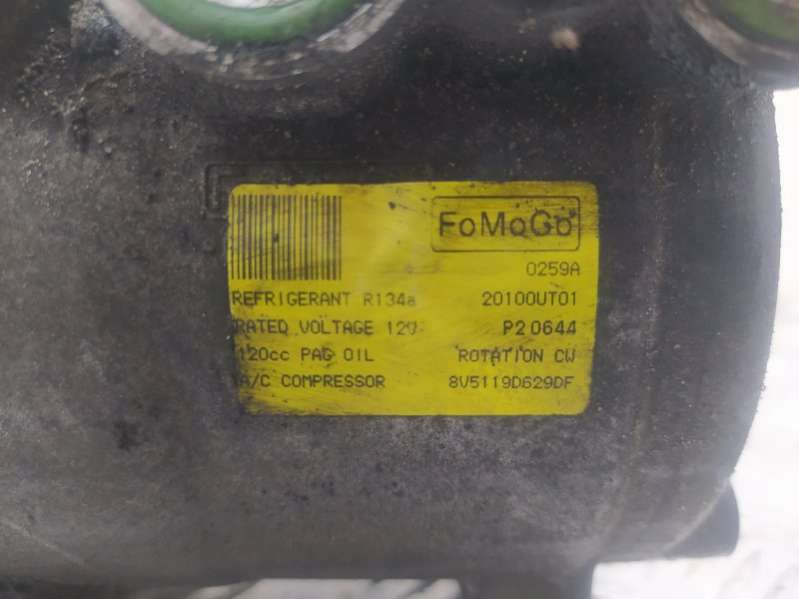 FoMoCo
0259A
REFRIGERANT R134a 20100UT01
RATED VOLTAGE 12V P20644
120cc PAG OIL ROTATION CW
A/C COMPRESSOR 8V5119D629DF